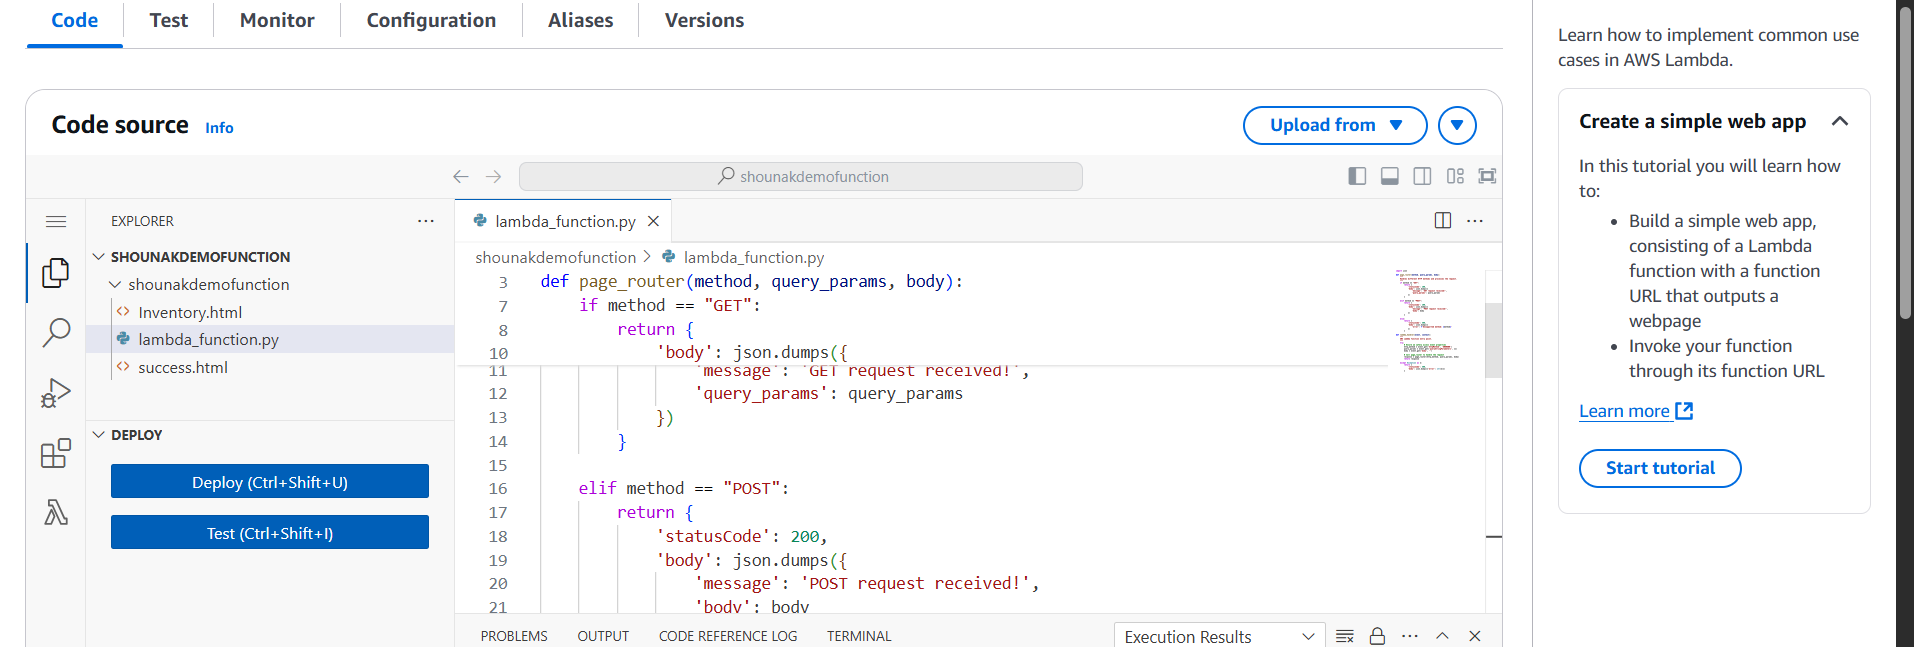 Code
Test
Monitor
Configuration
Aliases
Versions
Code source Info
Upload from
shounakdemofunction
EXPLORER
SHOUNAKDEMOFUNCTION
shounakdemofunction
Inventory.html
lambda_function.py
success.html
DEPLOY
Deploy (Ctrl+Shift+U)
Test (Ctrl+Shift+I)
lambda_function.py
shounakdemofunction > lambda_function.py
3 def page_router(method, query_params, body):
7 if method == "GET":
8 return {
10 'body': json.dumps({
11 'message': 'GET request received!',
12 'query_params': query_params
13 })
14 }
15
16 elif method == "POST":
17 return {
18 'statusCode': 200,
19 'body': json.dumps({
20 'message': 'POST request received!',
21 'body': body
PROBLEMS OUTPUT CODE REFERENCE LOG TERMINAL
Execution Results
Learn how to implement common use
cases in AWS Lambda.
Create a simple web app
In this tutorial you will learn how
to:
• Build a simple web app,
consisting of a Lambda
function with a function
URL that outputs a
webpage
• Invoke your function
through its function URL
Learn more
Start tutorial